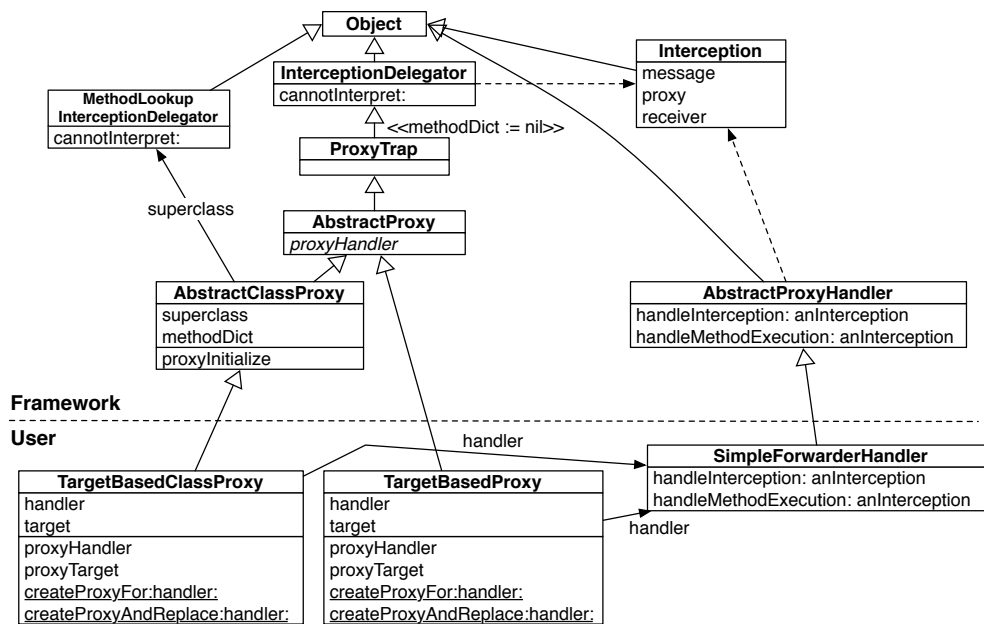 Object
Interception
message
proxy
receiver
InterceptionDelegator
cannotInterpret:
MethodLookup
InterceptionDelegator
cannotInterpret:
<<methodDict := nil>>
ProxyTrap
superclass
AbstractProxy
proxyHandler
AbstractClassProxy
superclass
methodDict
proxyInitialize
AbstractProxyHandler
handleInterception: anInterception
handleMethodExecution: anInterception
Framework
User
handler
TargetBasedClassProxy
handler
target
proxyHandler
proxyTarget
createProxyFor:handler:
createProxyAndReplace:handler:
TargetBasedProxy
handler
target
proxyHandler
proxyTarget
createProxyFor:handler:
createProxyAndReplace:handler:
SimpleForwarderHandler
handleInterception: anInterception
handleMethodExecution: anInterception
handler